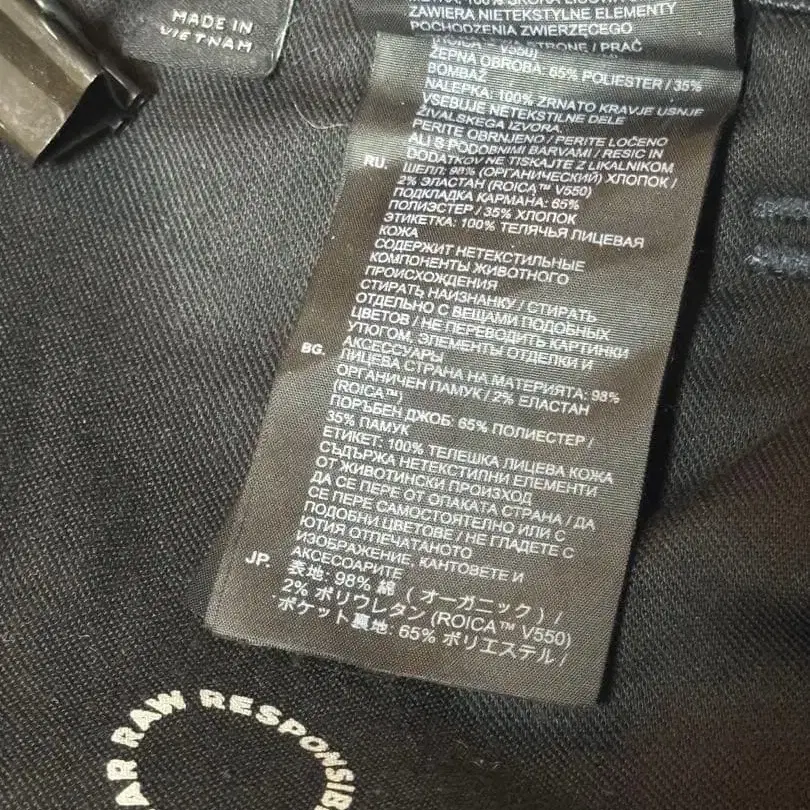 MADE IN
VIETNAM
ZAWIERA NIETEKSTYLNE ELEMENTY
POCHODZENIA ZWIERZĘCEGO
STRONE / PRAĆ
ROICA™ V550)
ŽEPNA OBROBA: 65% POLIESTER / 35%
BOMBAŽ
NALEPKA: 100% ZRNATO KRAVJE USNJE
VSEBUJE NETEKSTILNE DELE
ŽIVALSKEGA IZVORA.
PERITE OBRNJENO / PERITE LOČENO
ALI S PODOBNIMI BARVAMI / RESIC IN
DODATKOV NE TISKAJTE Z LIKALNIKOM
RU. ШЕЛЛ: 98% (ОРГАНИЧЕСКИЙ) ХЛОПОК /
2% ЭЛАСТАН (ROICA™ V550)
ПОДКЛАДКА КАРМАНА: 65%
ПОЛИЭСТЕР / 35% ХЛОПОК
ЭТИКЕТКА: 100% ТЕЛЯЧЬЯ ЛИЦЕВАЯ
КОЖА
СОДЕРЖИТ НЕТЕКСТИЛЬНЫЕ
КОМПОНЕНТЫ ЖИВОТНОГО
ПРОИСХОЖДЕНИЯ
СТИРАТЬ НАИЗНАНКУ / СТИРАТЬ
ОТДЕЛЬНО С ВЕЩАМИ ПОДОБНЫХ
ЦВЕТОВ / НЕ ПЕРЕВОДИТЬ КАРТИНКИ
УТЮГОМ, ЭЛЕМЕНТЫ ОТДЕЛКИ И
АКСЕССУАРЫ
BG. ЛИЦЕВА СТРАНА НА МАТЕРИЯТА: 98%
ОРГАНИЧЕН ПАМУК / 2% ЕЛАСТАН
(ROICA™)
ПОРЪБЕН ДЖОБ: 65% ПОЛИЕСТЕР /
35% ПАМУК
ЕТИКЕТ: 100% ТЕЛЕШКА ЛИЦЕВА КОЖА
СЪДЪРЖА НЕТЕКСТИПНИ ЕЛЕМЕНТИ
ОТ ЖИВОТИНСКИ ПРОИЗХОД
ДА СЕ ПЕРЕ ОТ ОПАКАТА СТРАНА / ДА
СЕ ПЕРЕ САМОСТОЯТЕЛНО ИЛИ С
ПОДОБНИ ЦВЕТОВЕ / НЕ ГЛАДЕТЕ С
ЮТИЯ ОТПЕЧАТАНОТО
ИЗОБРАЖЕНИЕ, КАНТОВЕТЕ И
АКСЕСОАРИТЕ
JP. 表地: 98% 綿 ( オーガニック ) /
2% ポリウレタン (ROICA™ V550)
ポケット裏地: 65% ポリエステル /
AR RAW RESPONSIB